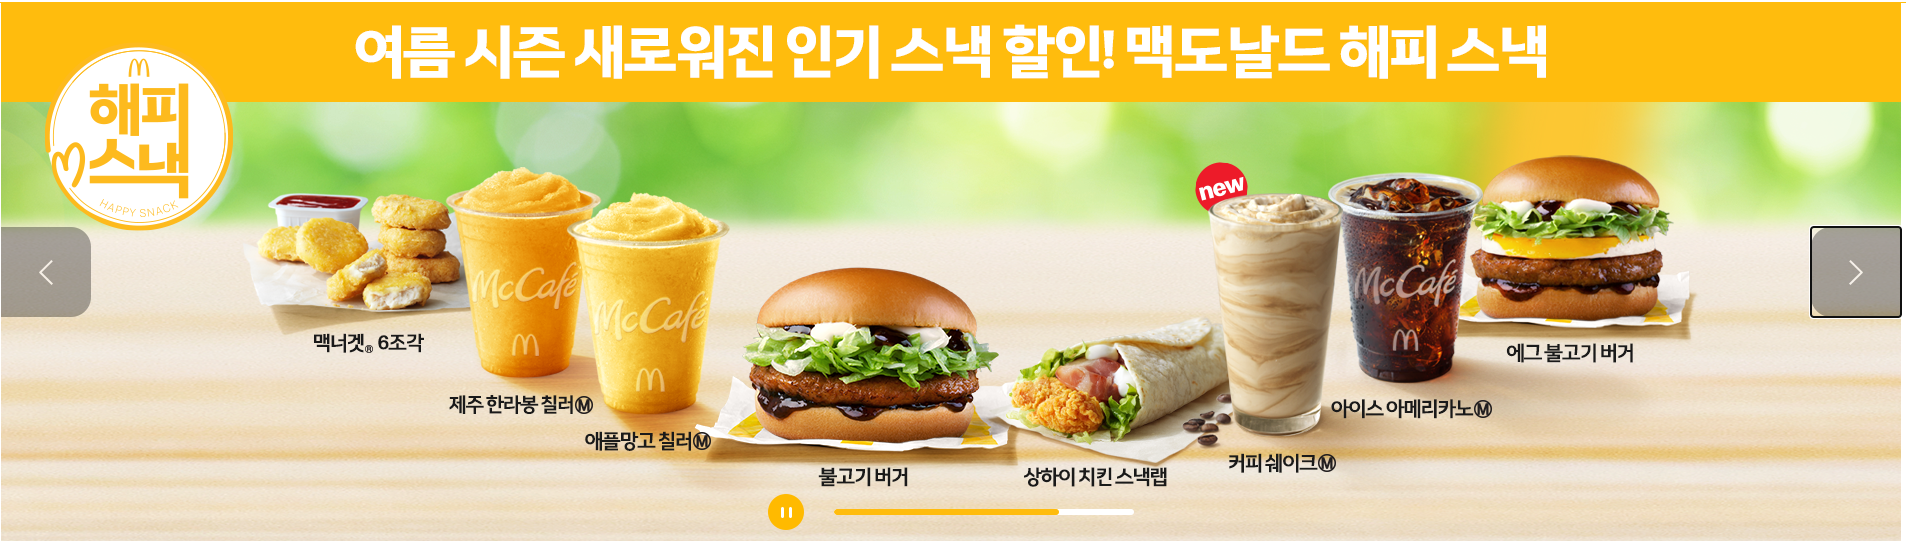 여름 시즌 새로워진 인기 스낵 할인! 맥도날드 해피 스낵
해피
스낵
HAPPY SNACK
new
McCafé
McCafé
McCafé
맥너겟® 6조각
제주 한라봉 칠러Ⓜ
애플망고 칠러Ⓜ
불고기 버거
상하이 치킨 스낵랩
커피 쉐이크Ⓜ
아이스 아메리카노Ⓜ
에그 불고기 버거